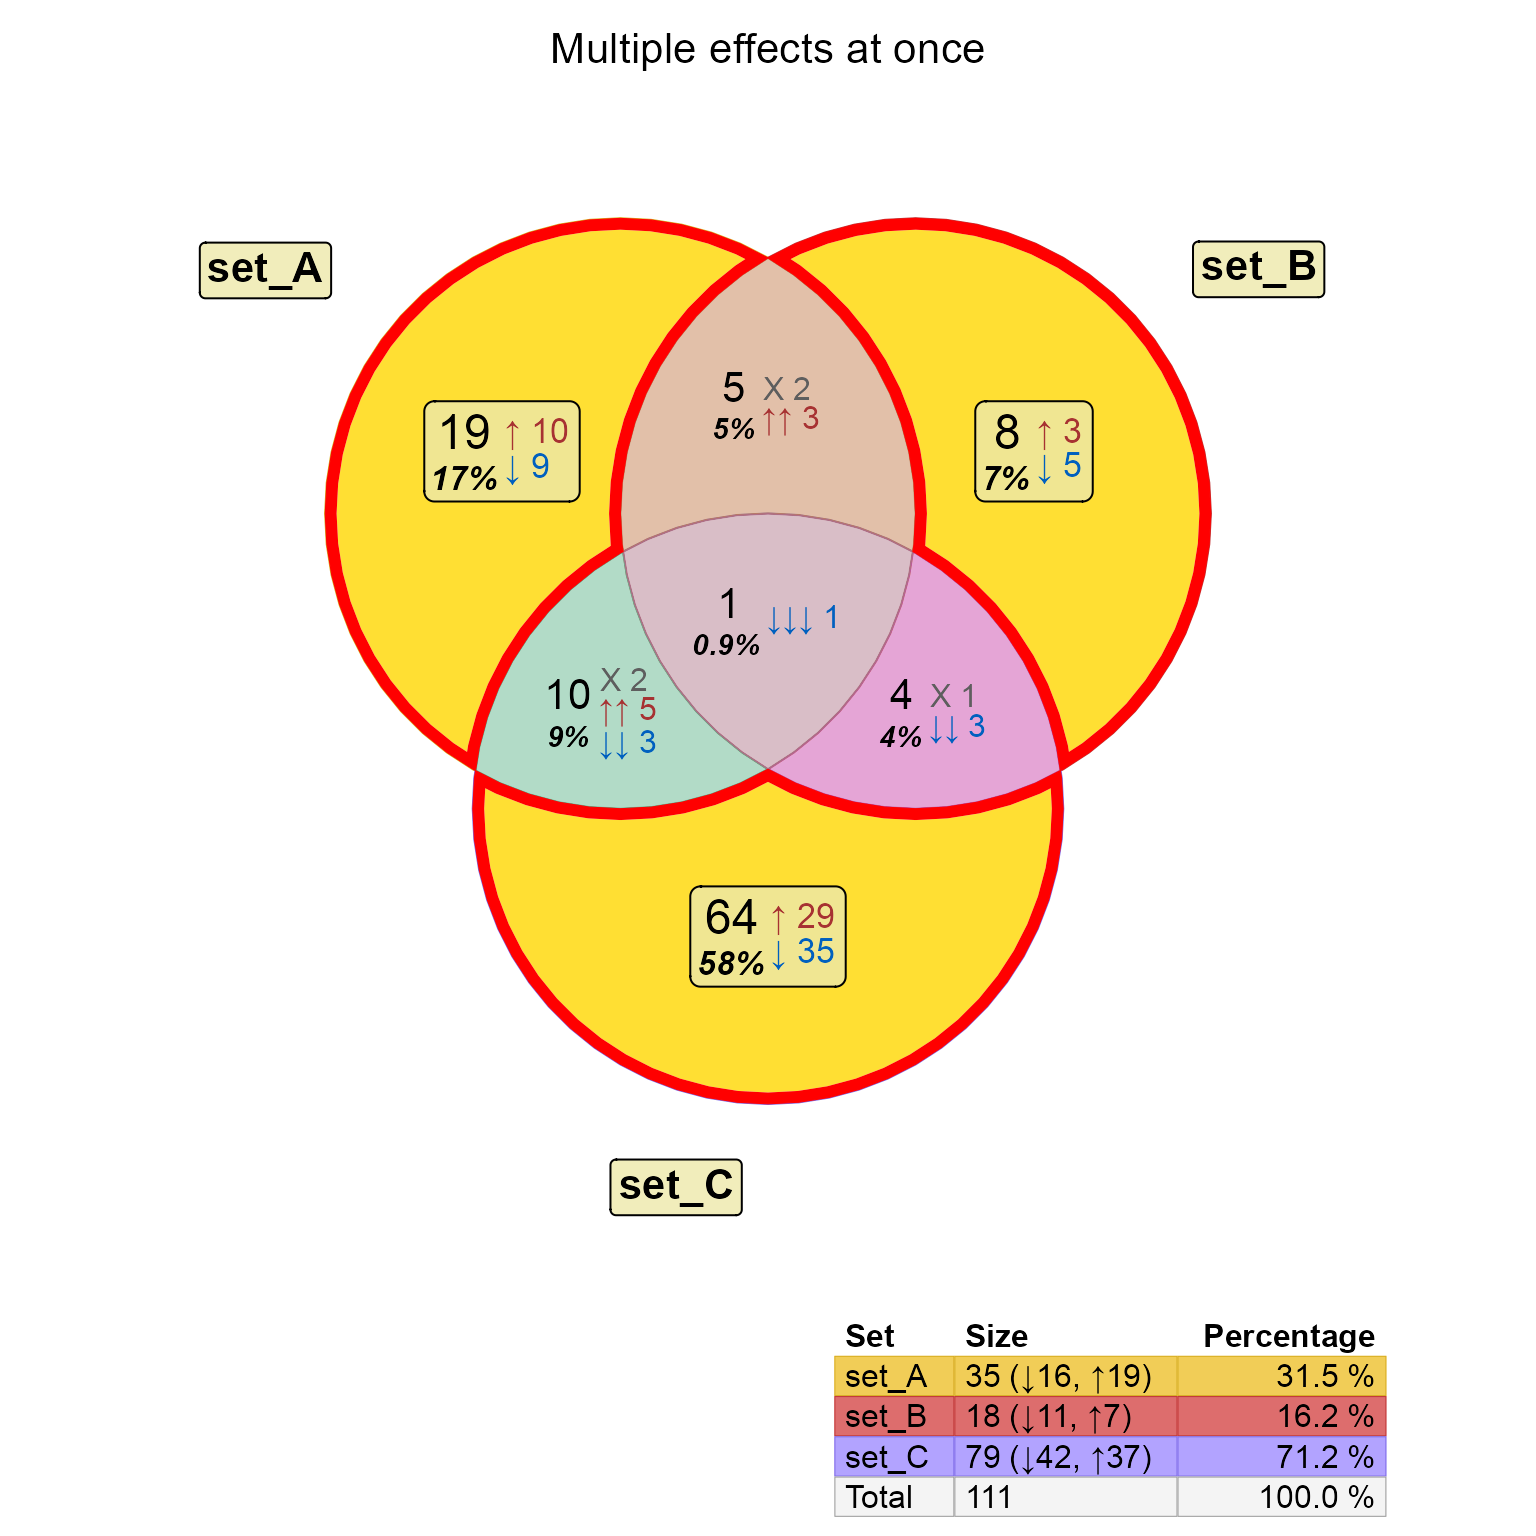 Multiple effects at once
set_A
set_B
5 X 2
5% ↑↑ 3
19 ↑ 10
17% ↓ 9
8 ↑ 3
7% ↓ 5
1 ↓↓↓ 1
0.9%
10 X 2
↑↑ 5
9% ↓↓ 3
4 X 1
4% ↓↓ 3
64 ↑ 29
58% ↓ 35
set_C
Set Size Percentage
set_A 35 (↓16, ↑19) 31.5 %
set_B 18 (↓11, ↑7) 16.2 %
set_C 79 (↓42, ↑37) 71.2 %
Total 111 100.0 %